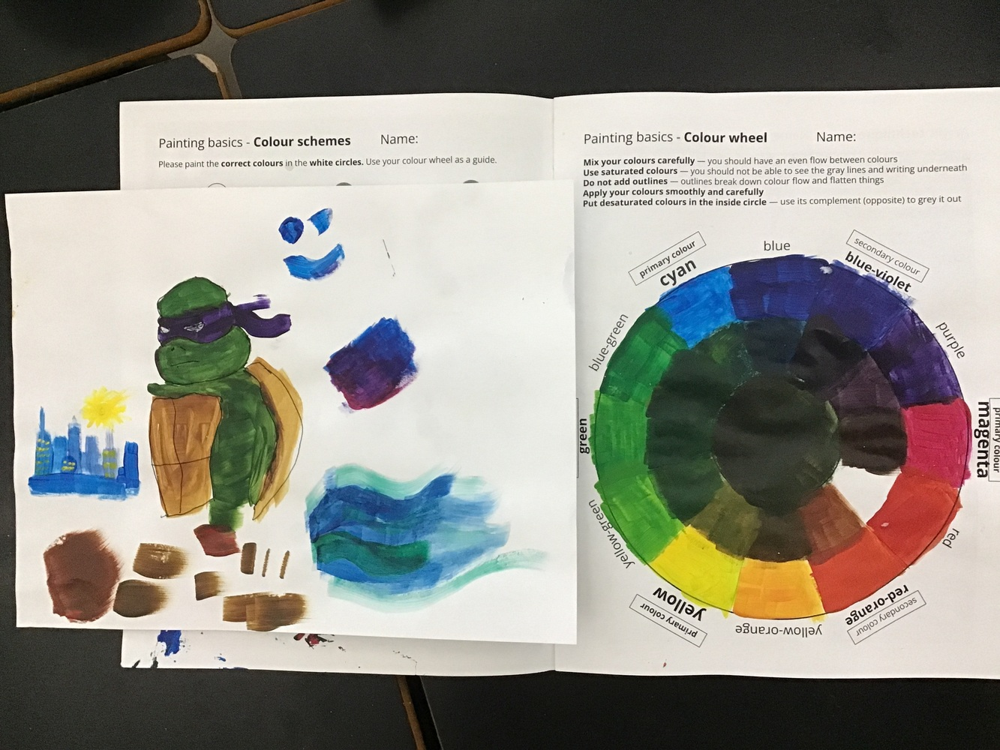 Painting basics - Colour schemes Name:
Please paint the correct colours in the white circles. Use your colour wheel as a guide.
Painting basics - Colour wheel Name:
Mix your colours carefully — you should have an even flow between colours
Use saturated colours — you should not be able to see the gray lines and writing underneath
Do not add outlines — outlines break down colour flow and flatten things
Apply your colours smoothly and carefully
Put desaturated colours in the inside circle — use its complement (opposite) to grey it out
blue
secondary colour
blue-violet
purple
primary colour
magenta
red
red-orange
secondary colour
yellow-orange
yellow
primary colour
yellow-green
green
blue-green
primary colour
cyan